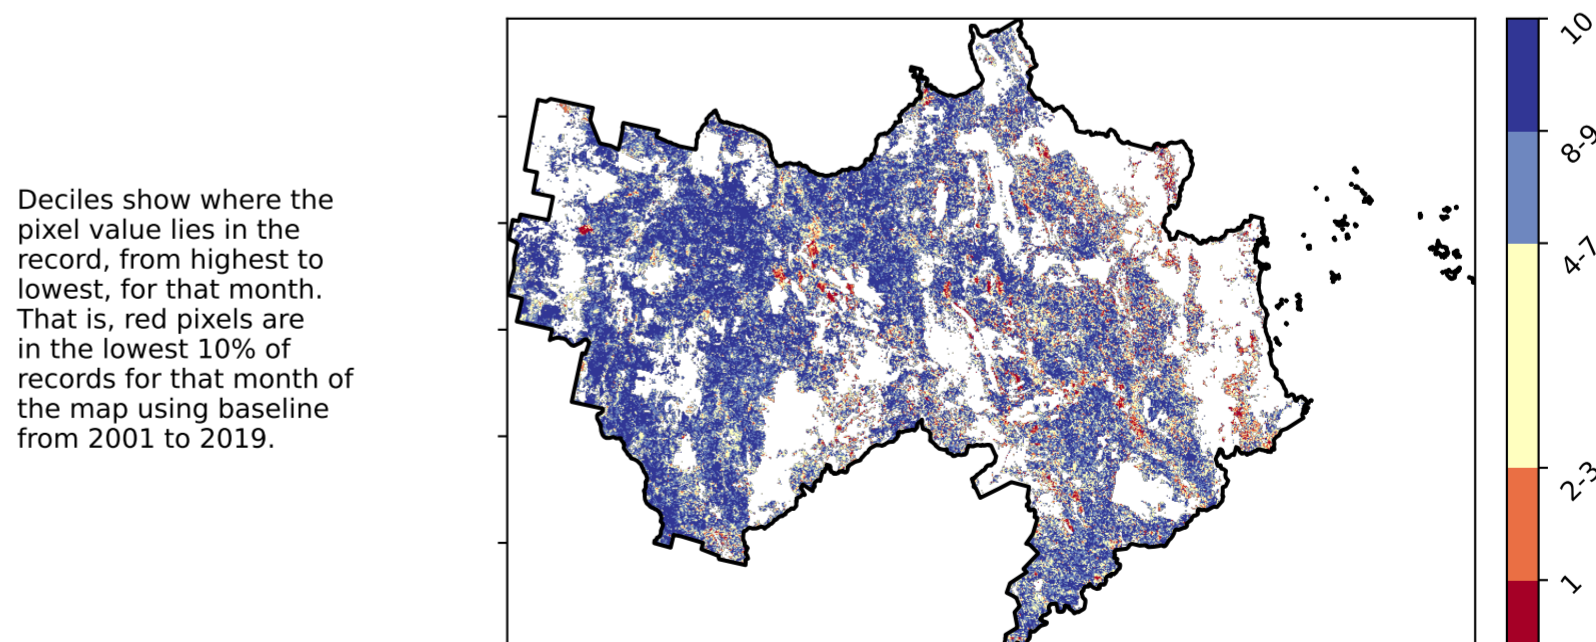 Deciles show where the
pixel value lies in the
record, from highest to
lowest, for that month.
That is, red pixels are
in the lowest 10% of
records for that month of
the map using baseline
from 2001 to 2019.
10
8-9
4-7
2-3
1